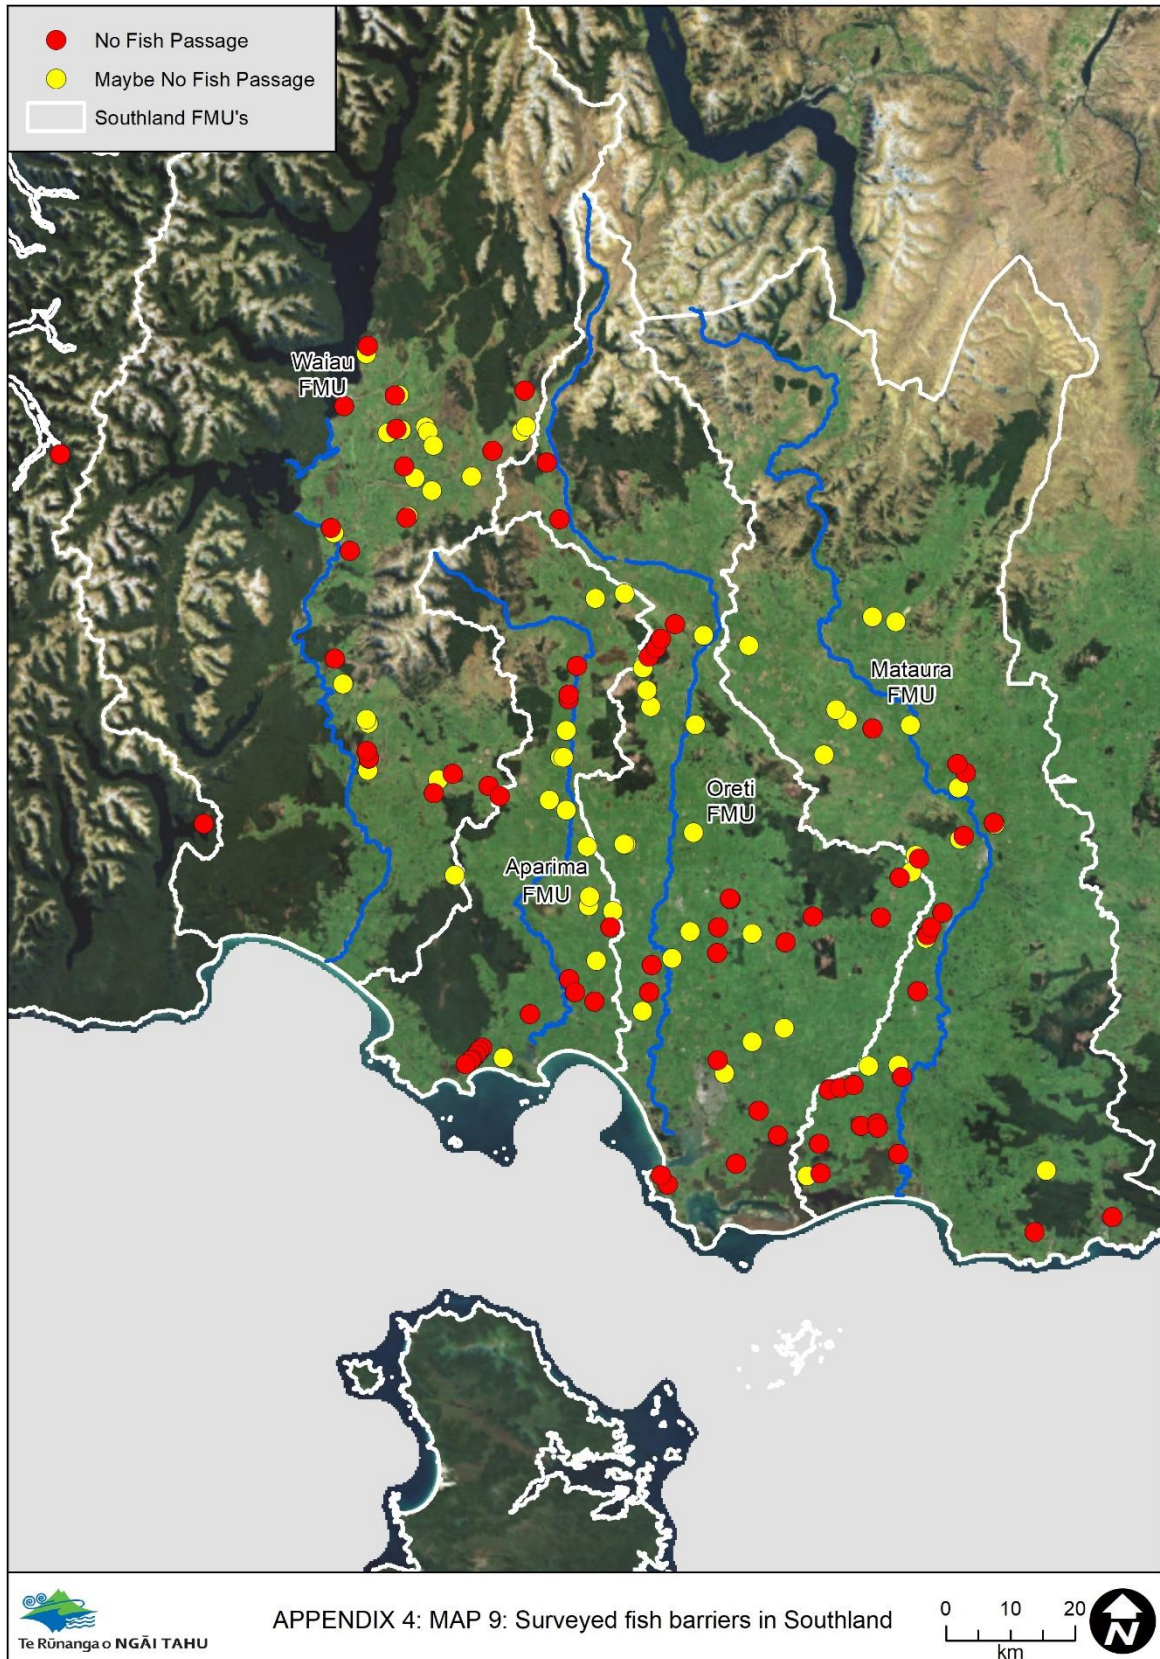 No Fish Passage
Maybe No Fish Passage
Southland FMU's
Waiau
FMU
Mataura
FMU
Oreti
FMU
Aparima
FMU
Te Rūnanga o NGĀI TAHU
APPENDIX 4: MAP 9: Surveyed fish barriers in Southland
0 10 20
km
N